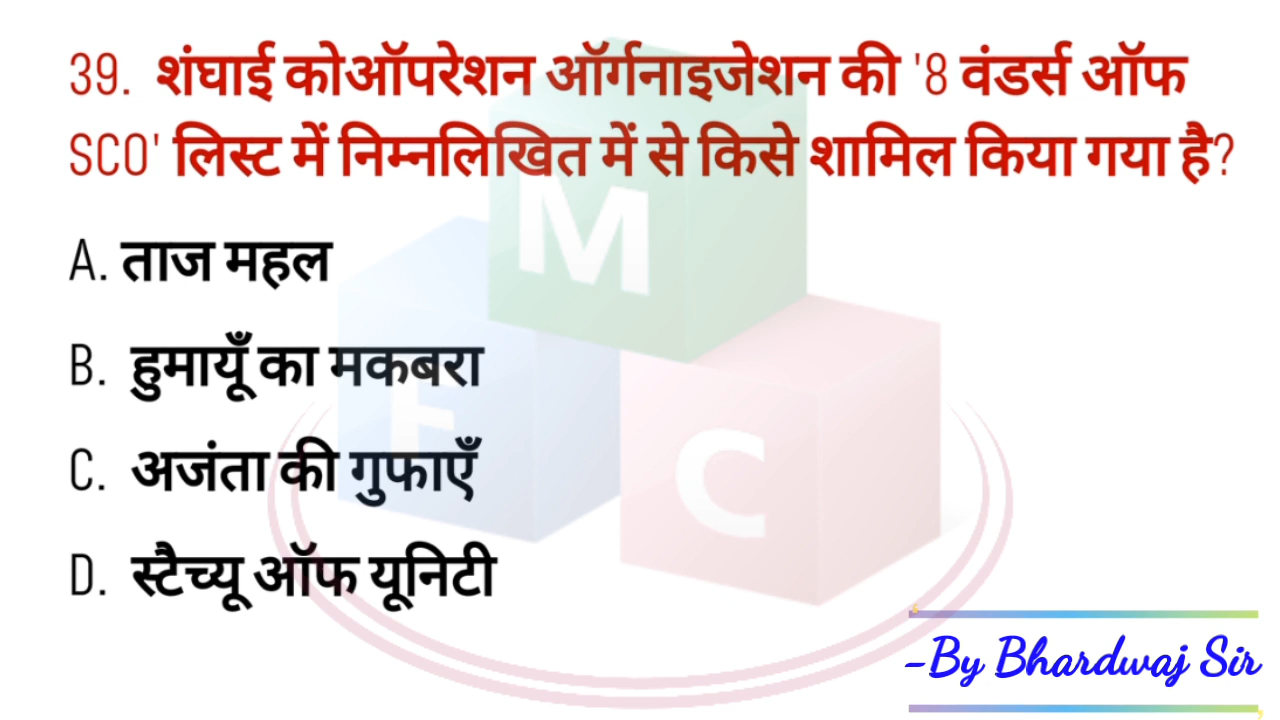 39. शंघाई कोऑपरेशन ऑर्गनाइजेशन की '8 वंडर्स ऑफ
SCO' लिस्ट में निम्नलिखित में से किसे शामिल किया गया है?
A. ताज महल
B. हुमायूँ का मकबरा
C. अजंता की गुफाएँ
D. स्टैच्यू ऑफ यूनिटी
M
F
C
-By Bhardwaj Sir